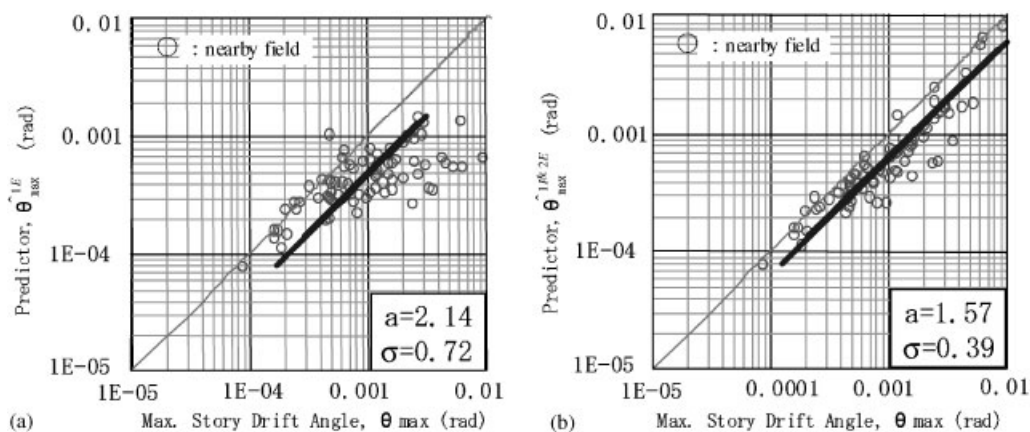 0.01
: nearby field
0.001
1E-04
1E-05
Predictor, θ̂ 1E max (rad)
a=2.14
σ=0.72
1E-05 1E-04 0.001 0.01
(a) Max. Story Drift Angle, θ max (rad)
0.01
: nearby field
0.001
1E-04
1E-05
Predictor, θ̂ 1E&2E max (rad)
a=1.57
σ=0.39
1E-05 0.0001 0.001 0.01
(b) Max. Story Drift Angle, θ max (rad)